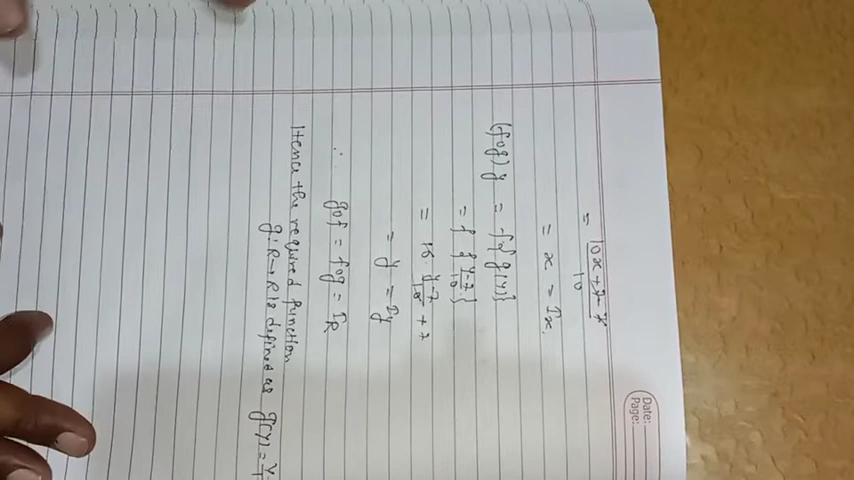 Date:
Page:
= 10x + 7 - 7 / 10
= x = Ix
(fog) y = f { g(y)}
= f { y-7 / 10 }
= 10 . y-7 / 10 + 7
= y = Iy
∴ gof = fog = IR
Hence the required function
g: R → R is defined as g(y) = y-